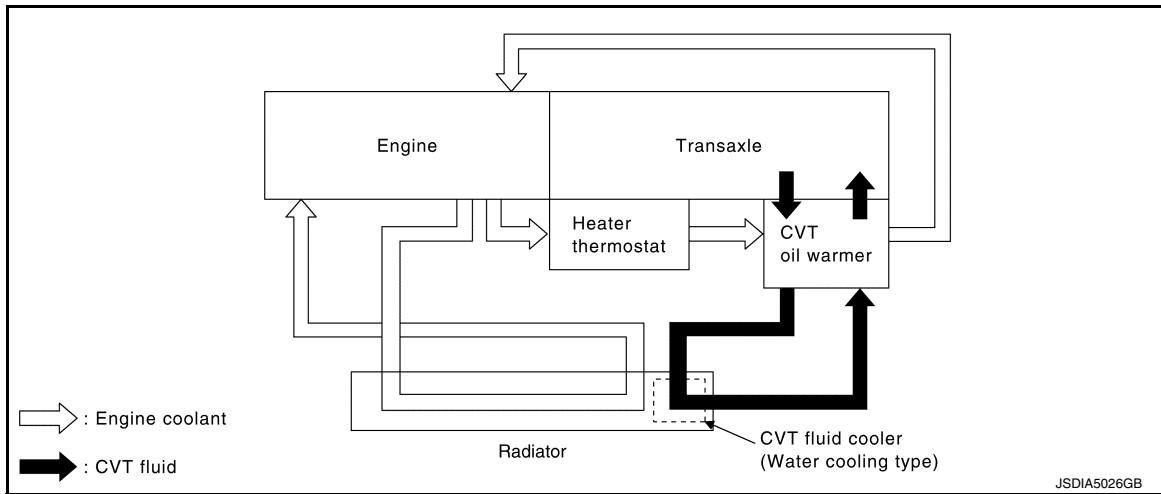 Engine
Transaxle
Heater
thermostat
CVT
oil warmer
: Engine coolant
: CVT fluid
Radiator
CVT fluid cooler
(Water cooling type)
JSDIA5026GB